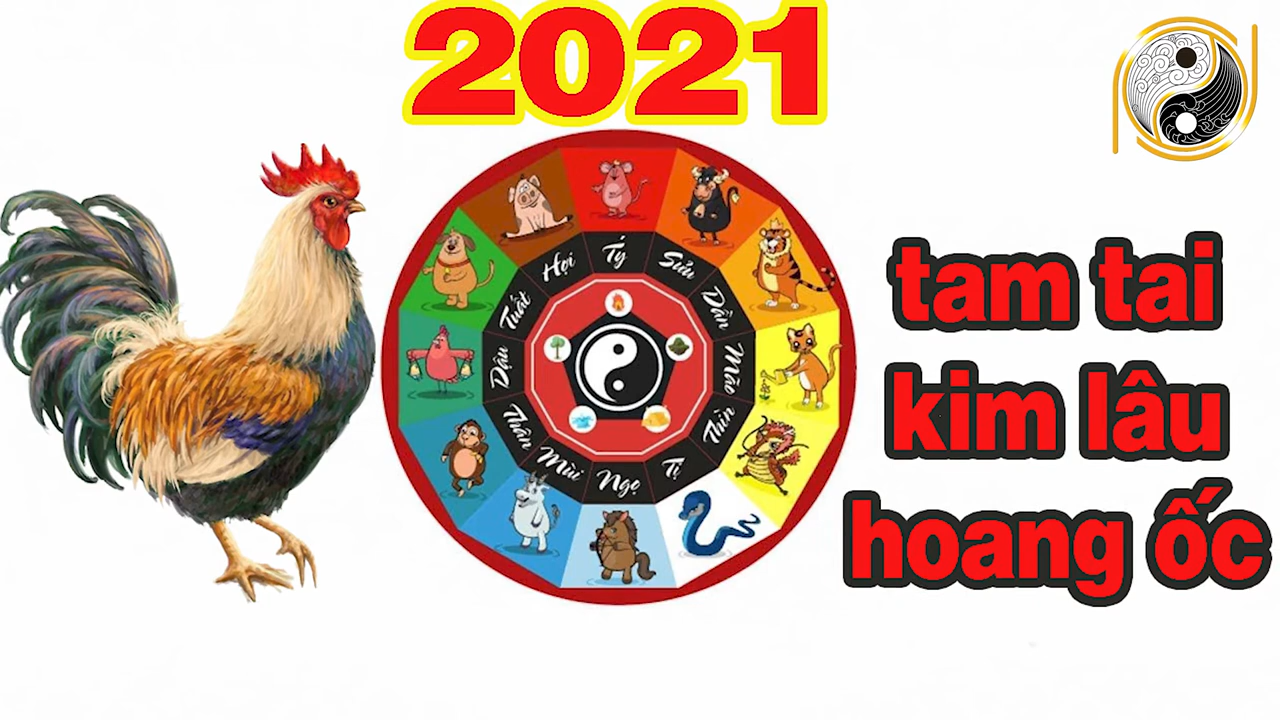 2021
tam tai
kim lâu
hoang ốc
Tý
Sửu
Dần
Mão
Thìn
Tị
Ngọ
Mùi
Thân
Dậu
Tuất
Hợi